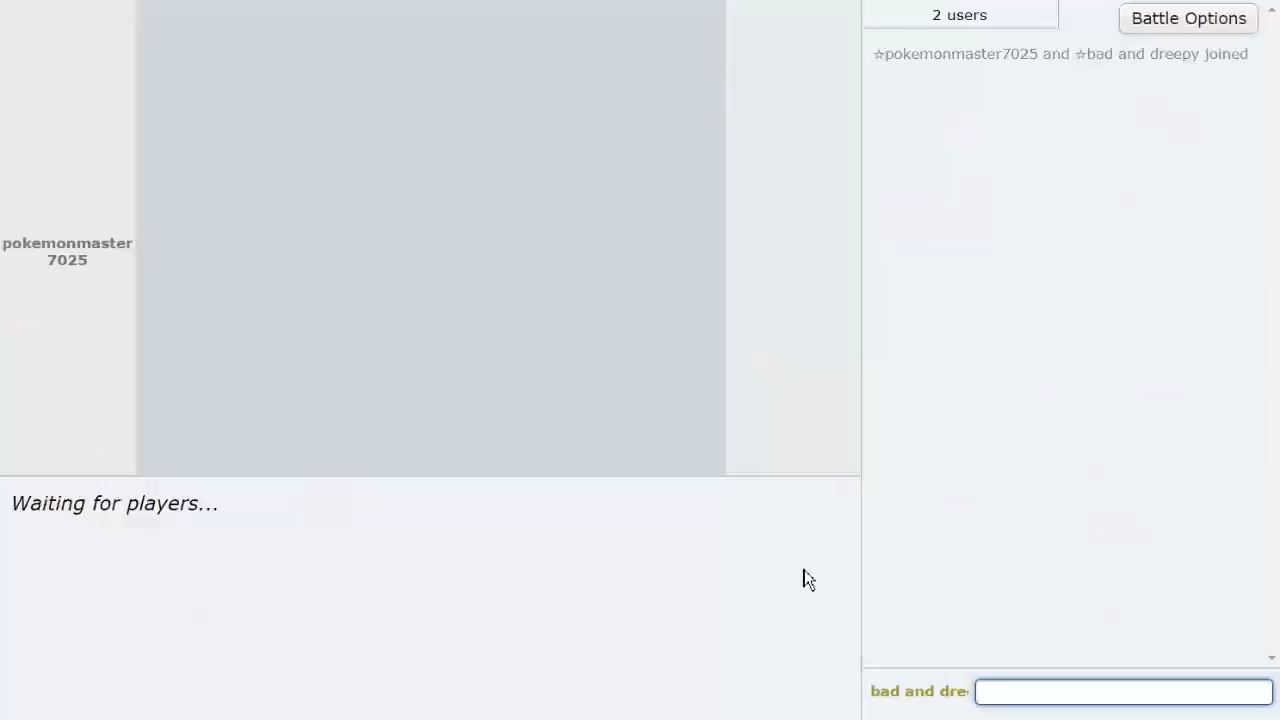 2 users
Battle Options
☆pokemonmaster7025 and ☆bad and dreepy joined
pokemonmaster
7025
Waiting for players...
bad and dre